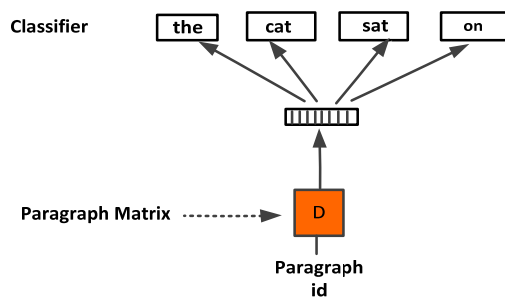 Classifier
the
cat
sat
on
D
Paragraph Matrix
Paragraph
id